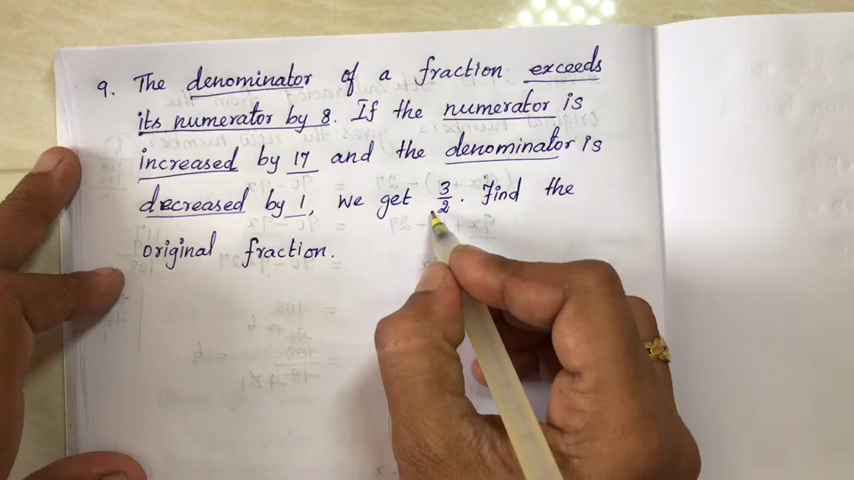 9. The denominator of a fraction exceeds
its numerator by 8. If the numerator is
increased by 17 and the denominator is
decreased by 1, we get 3/2. Find the
original fraction.